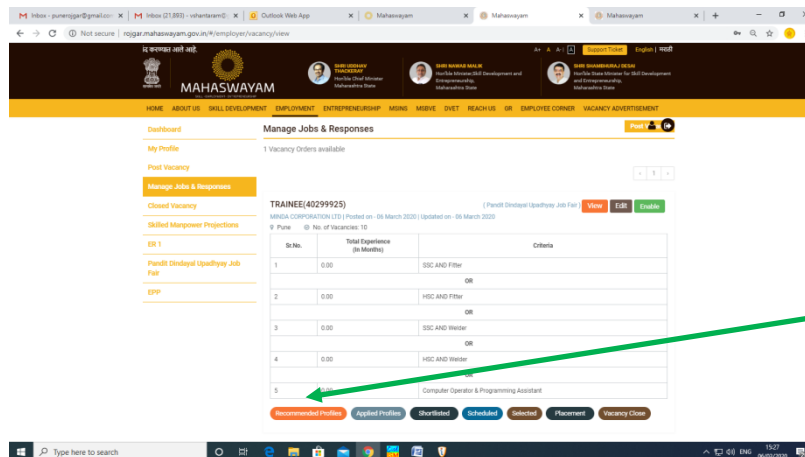 Inbox - punerojgar@gmail.com
Inbox (21,893) - vshantaram@
Outlook Web App
Mahaswayam
Mahaswayam
Mahaswayam
Not secure | rojgar.mahaswayam.gov.in/#/employer/vacancy/view
A+ A A-| A Support Ticket English | मराठी
MAHASWAYAM
SHRI UDDHAV
THACKERAY
Hon'ble Chief Minister
Maharashtra State
SHRI NAWAB MALIK
Hon'ble Minister,Skill Development and
Entrepreneurship,
Maharashtra State
SHRI SHAMBHURAJ DESAI
Hon'ble State Minister for Skill Development
and Entrepreneurship,
Maharashtra State
HOME ABOUT US SKILL DEVELOPMENT EMPLOYMENT ENTREPRENEURSHIP MSINS MSBVE DVET REACH US GR EMPLOYEE CORNER VACANCY ADVERTISEMENT
Dashboard
My Profile
Post Vacancy
Manage Jobs & Responses
Closed Vacancy
Skilled Manpower Projections
ER 1
Pandit Dindayal Upadhyay Job
Fair
EPP
Manage Jobs & Responses
Post
1 Vacancy Orders available
‹ 1 ›
TRAINEE(40299925)
[ Pandit Dindayal Upadhyay Job Fair ] View Edit Enable
MINDA CORPORATION LTD | Posted on - 06 March 2020 | Updated on - 06 March 2020
Pune No. of Vacancies: 10
Sr.No. Total Experience (In Months) Criteria
1 0.00 SSC AND Fitter
OR
2 0.00 HSC AND Fitter
OR
3 0.00 SSC AND Welder
OR
4 0.00 HSC AND Welder
OR
5 0.00 Computer Operator & Programming Assistant
Recommended Profiles Applied Profiles Shortlisted Scheduled Selected Placement Vacancy Close
Type here to search
ENG
15:27
06/03/2020